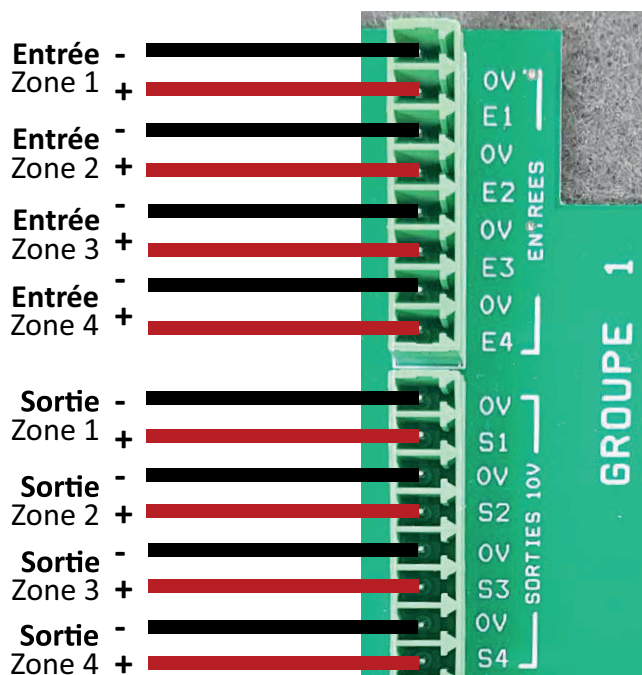 Entrée -
Zone 1 +
Entrée -
Zone 2 +
Entrée -
Zone 3 +
Entrée -
Zone 4 +
Sortie -
Zone 1 +
Sortie -
Zone 2 +
Sortie -
Zone 3 +
Sortie -
Zone 4 +
0V
E1
0V
E2
0V
E3
0V
E4
ENTREES
0V
S1
0V
S2
0V
S3
0V
S4
SORTIES 10V
GROUPE 1